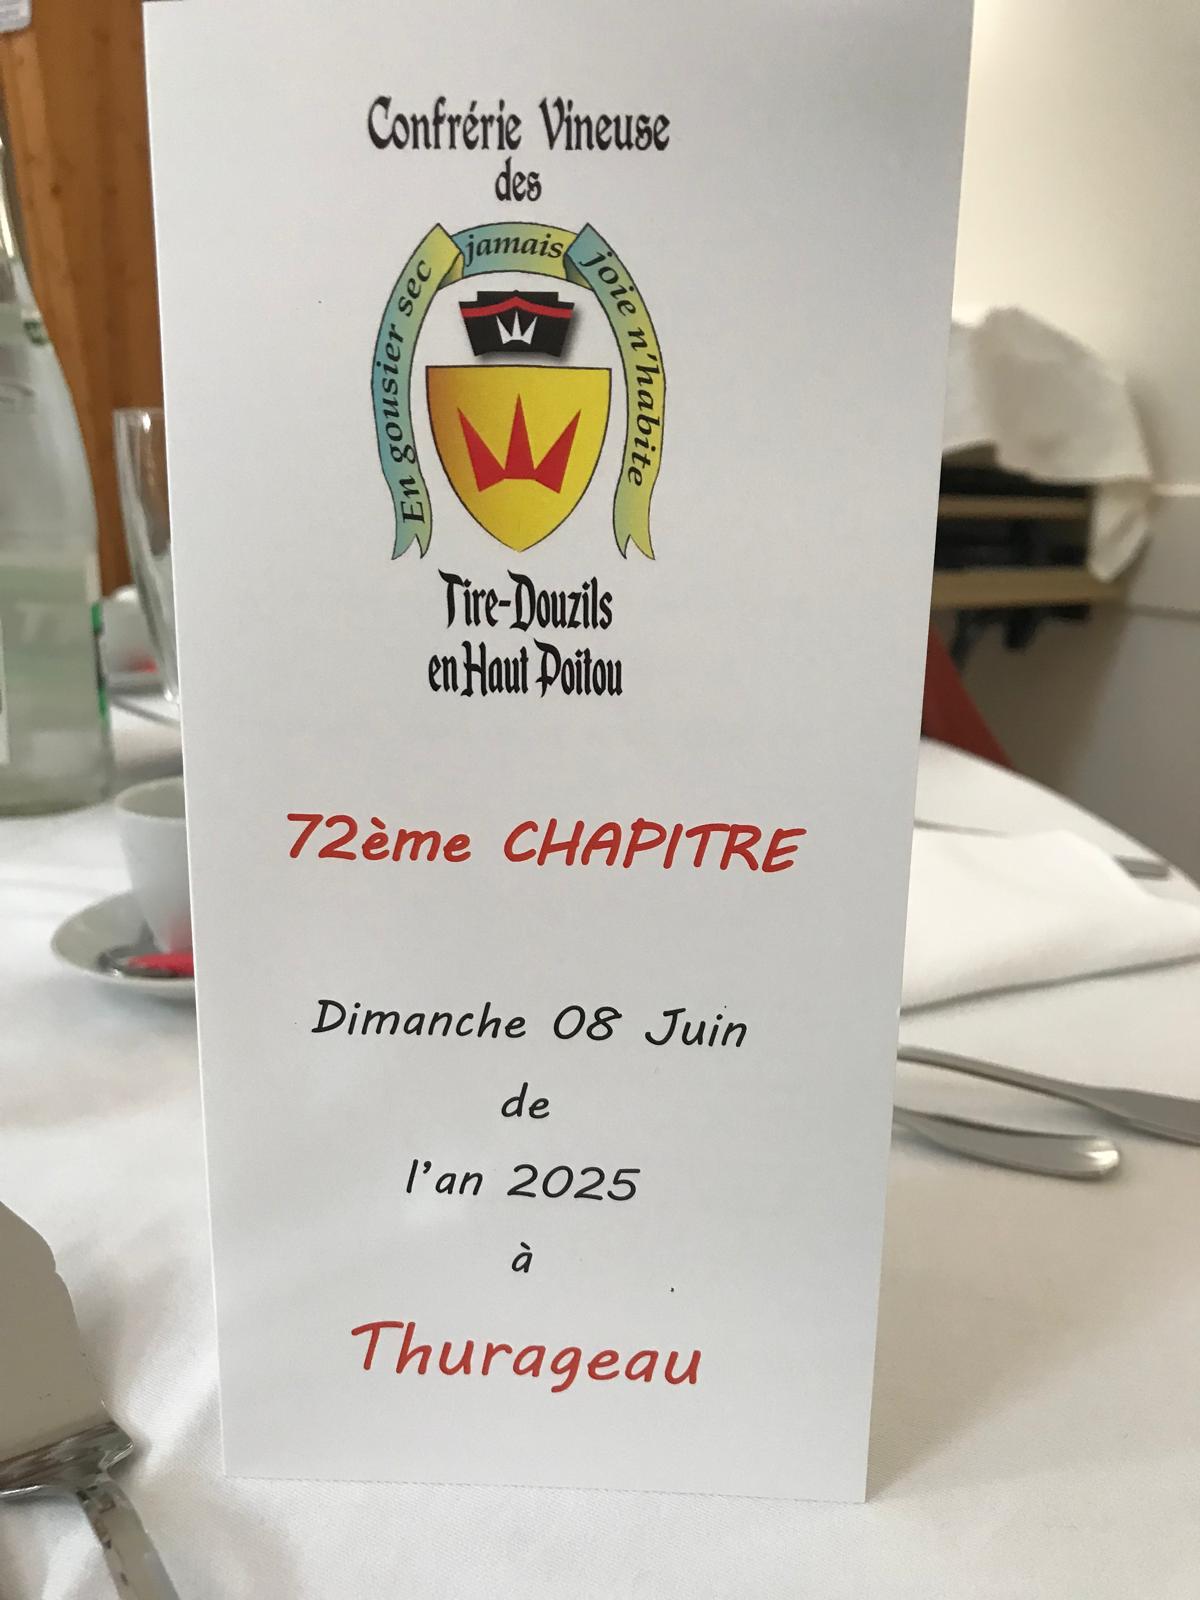 Confrérie Vineuse
des
En gousier sec jamais joie n'habite
Tire-Douzils
en Haut Poitou
72ème CHAPITRE
Dimanche 08 Juin
de
l'an 2025
à
Thurageau